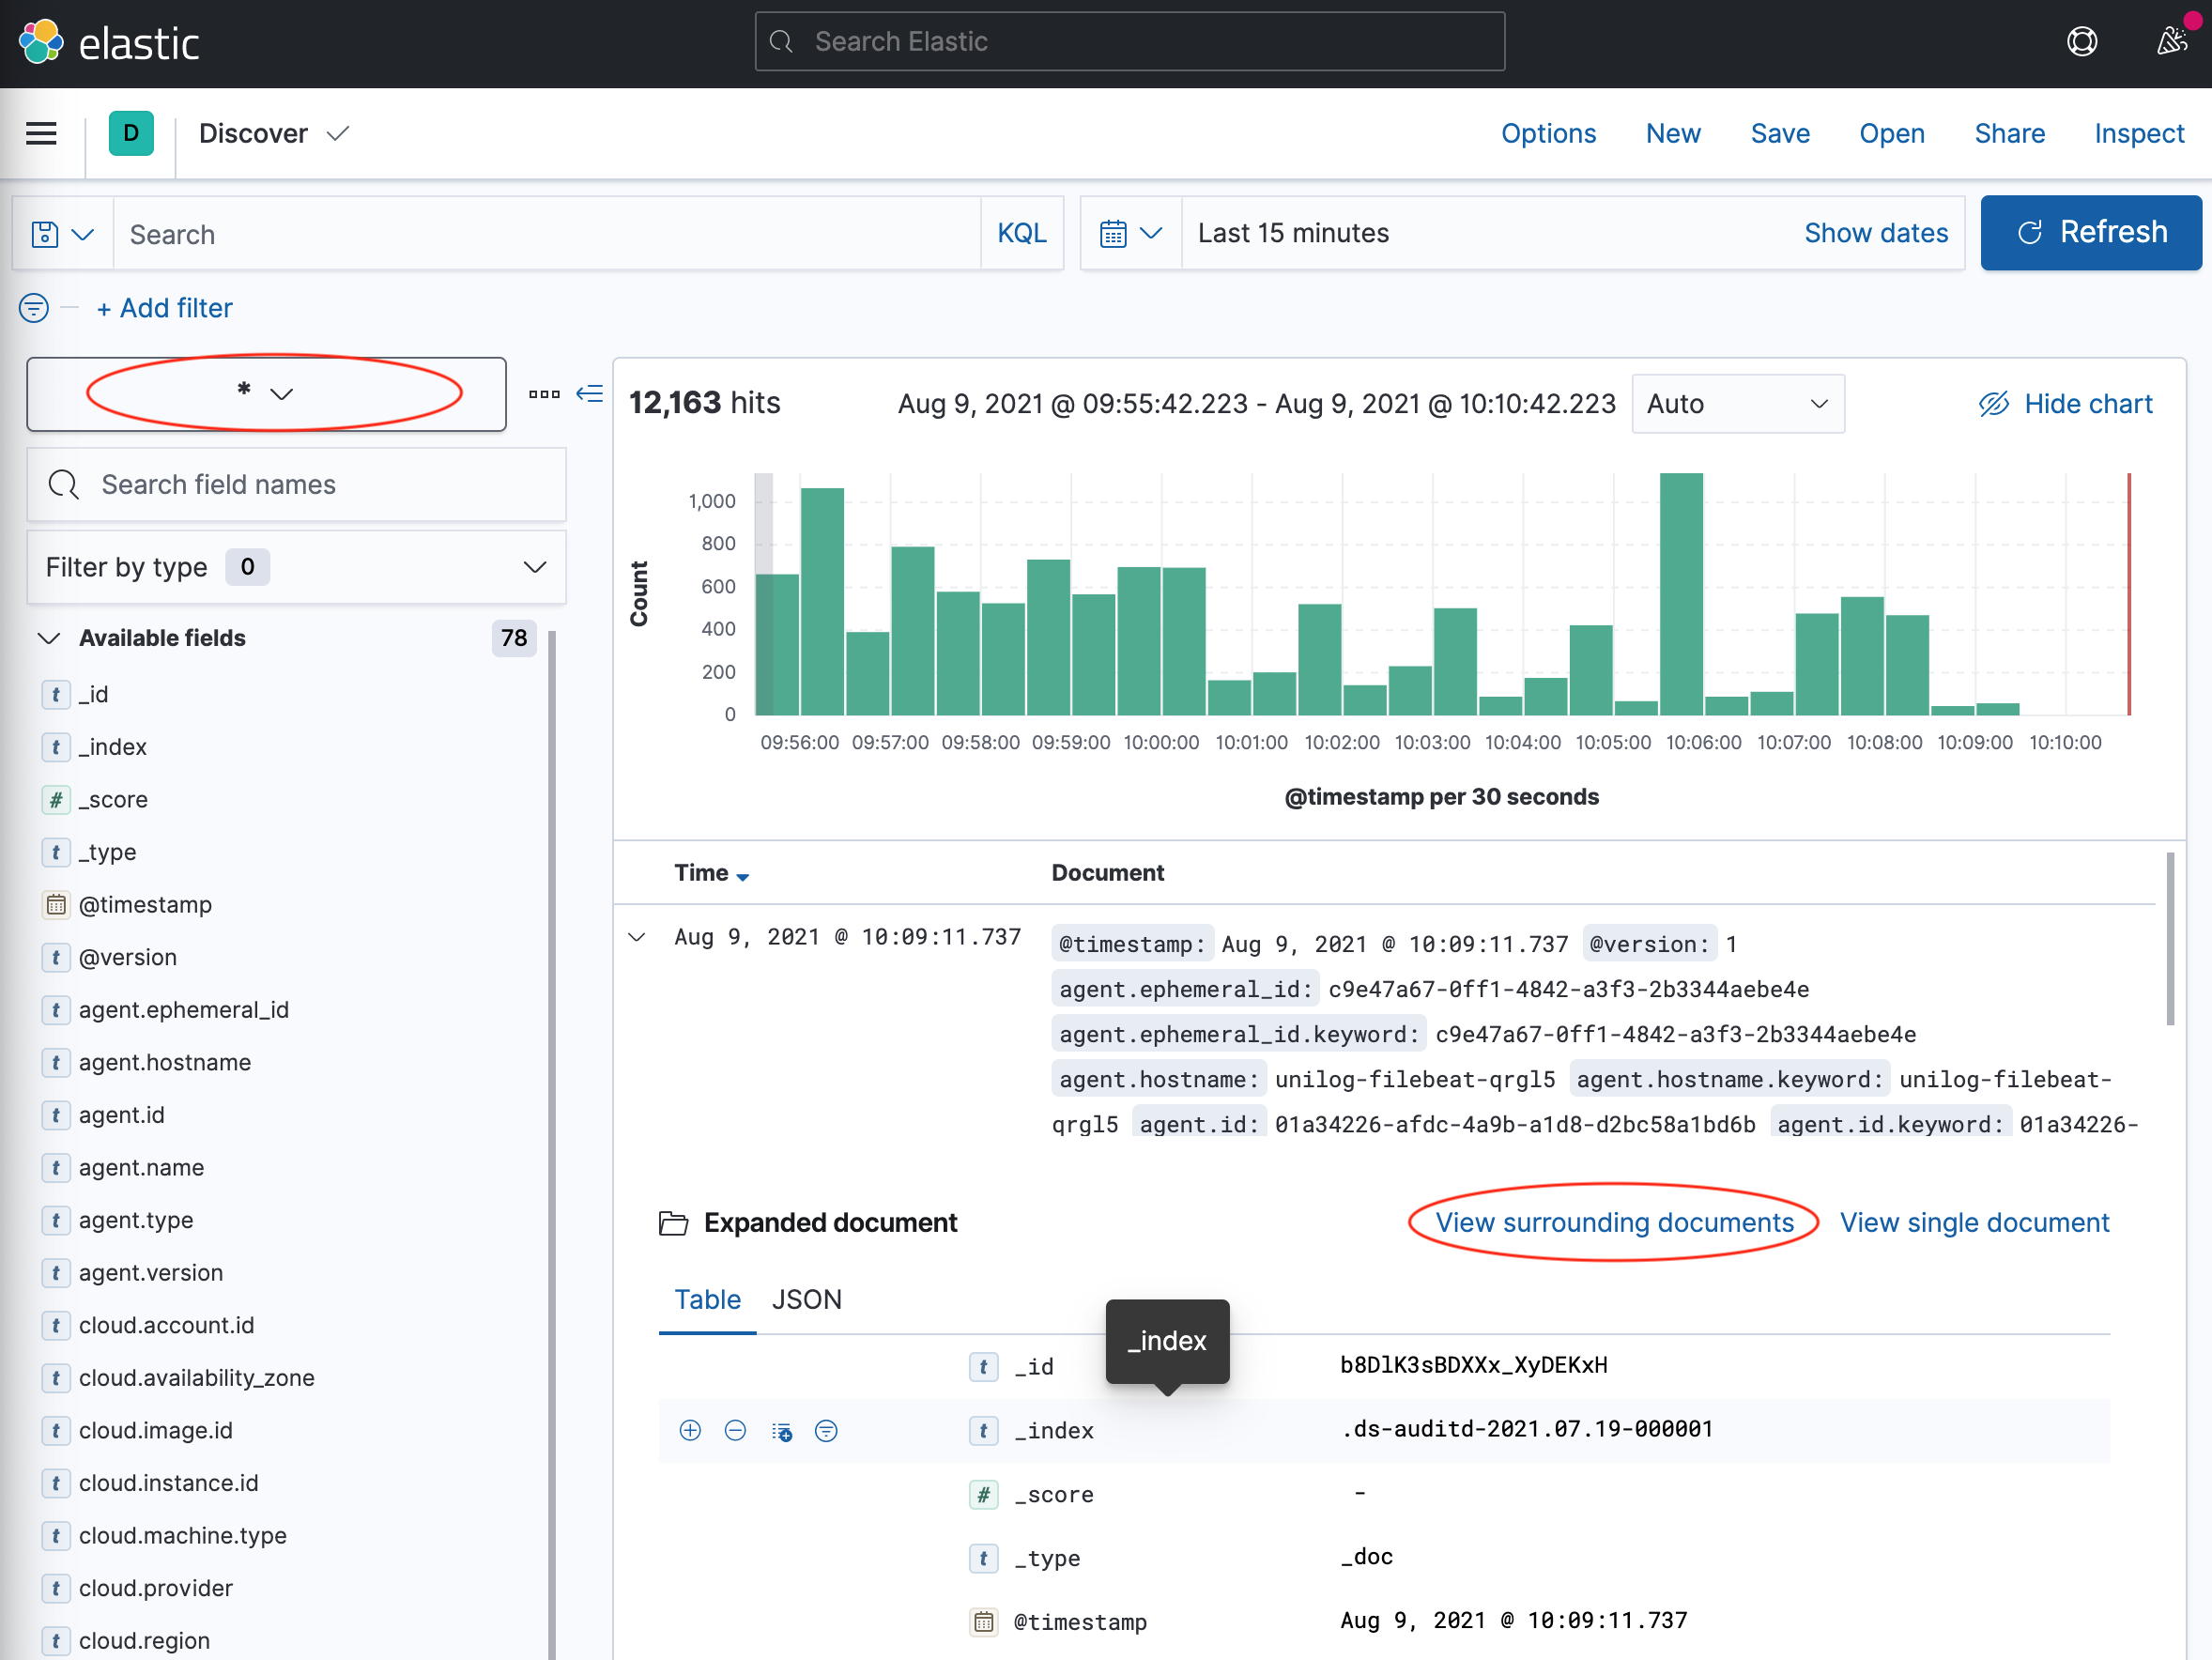 elastic
Search Elastic
D
Discover
Options New Save Open Share Inspect
Search
KQL
Last 15 minutes
Show dates
Refresh
+ Add filter
*
12,163 hits
Aug 9, 2021 @ 09:55:42.223 - Aug 9, 2021 @ 10:10:42.223
Auto
Hide chart
Search field names
Filter by type 0
Available fields 78
t _id
t _index
# _score
t _type
@timestamp
t @version
t agent.ephemeral_id
t agent.hostname
t agent.id
t agent.name
t agent.type
t agent.version
t cloud.account.id
t cloud.availability_zone
t cloud.image.id
t cloud.instance.id
t cloud.machine.type
t cloud.provider
t cloud.region
Count
1,000
800
600
400
200
0
09:56:00 09:57:00 09:58:00 09:59:00 10:00:00 10:01:00 10:02:00 10:03:00 10:04:00 10:05:00 10:06:00 10:07:00 10:08:00 10:09:00 10:10:00
@timestamp per 30 seconds
Time Document
Aug 9, 2021 @ 10:09:11.737
@timestamp: Aug 9, 2021 @ 10:09:11.737 @version: 1
agent.ephemeral_id: c9e47a67-0ff1-4842-a3f3-2b3344aebe4e
agent.ephemeral_id.keyword: c9e47a67-0ff1-4842-a3f3-2b3344aebe4e
agent.hostname: unilog-filebeat-qrgl5 agent.hostname.keyword: unilog-filebeat-
qrgl5 agent.id: 01a34226-afdc-4a9b-a1d8-d2bc58a1bd6b agent.id.keyword: 01a34226-
Expanded document
View surrounding documents
View single document
Table JSON
_index
t _id b8DlK3sBDXXx_XyDEKxH
t _index .ds-auditd-2021.07.19-000001
# _score -
t _type _doc
@timestamp Aug 9, 2021 @ 10:09:11.737